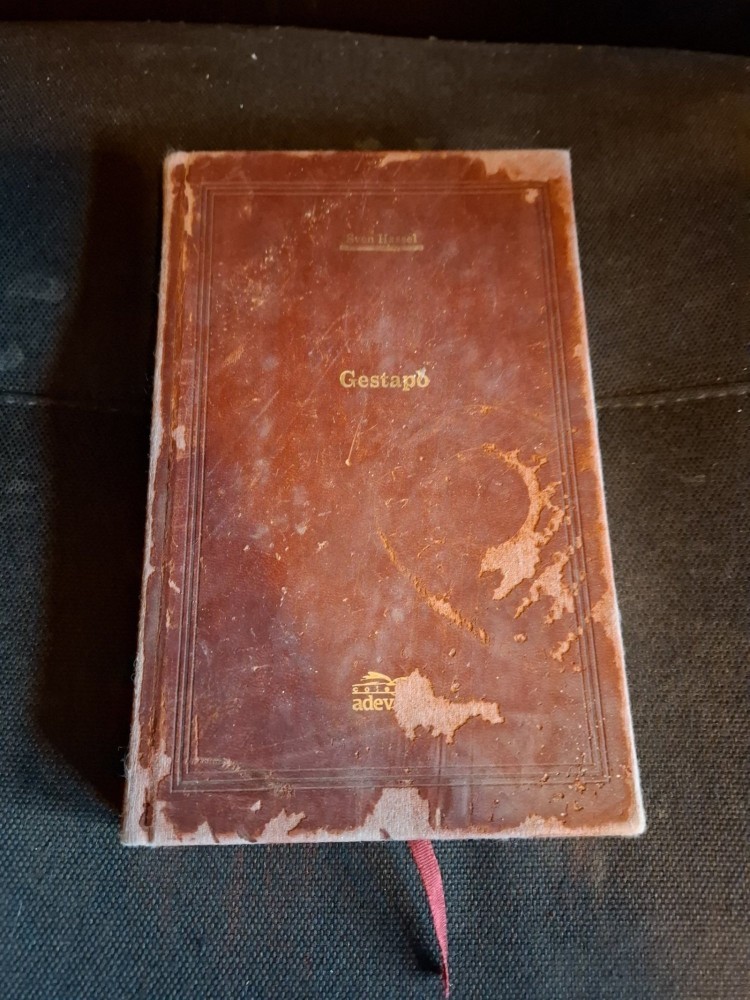 Sven Hassel
Gestapo
adev